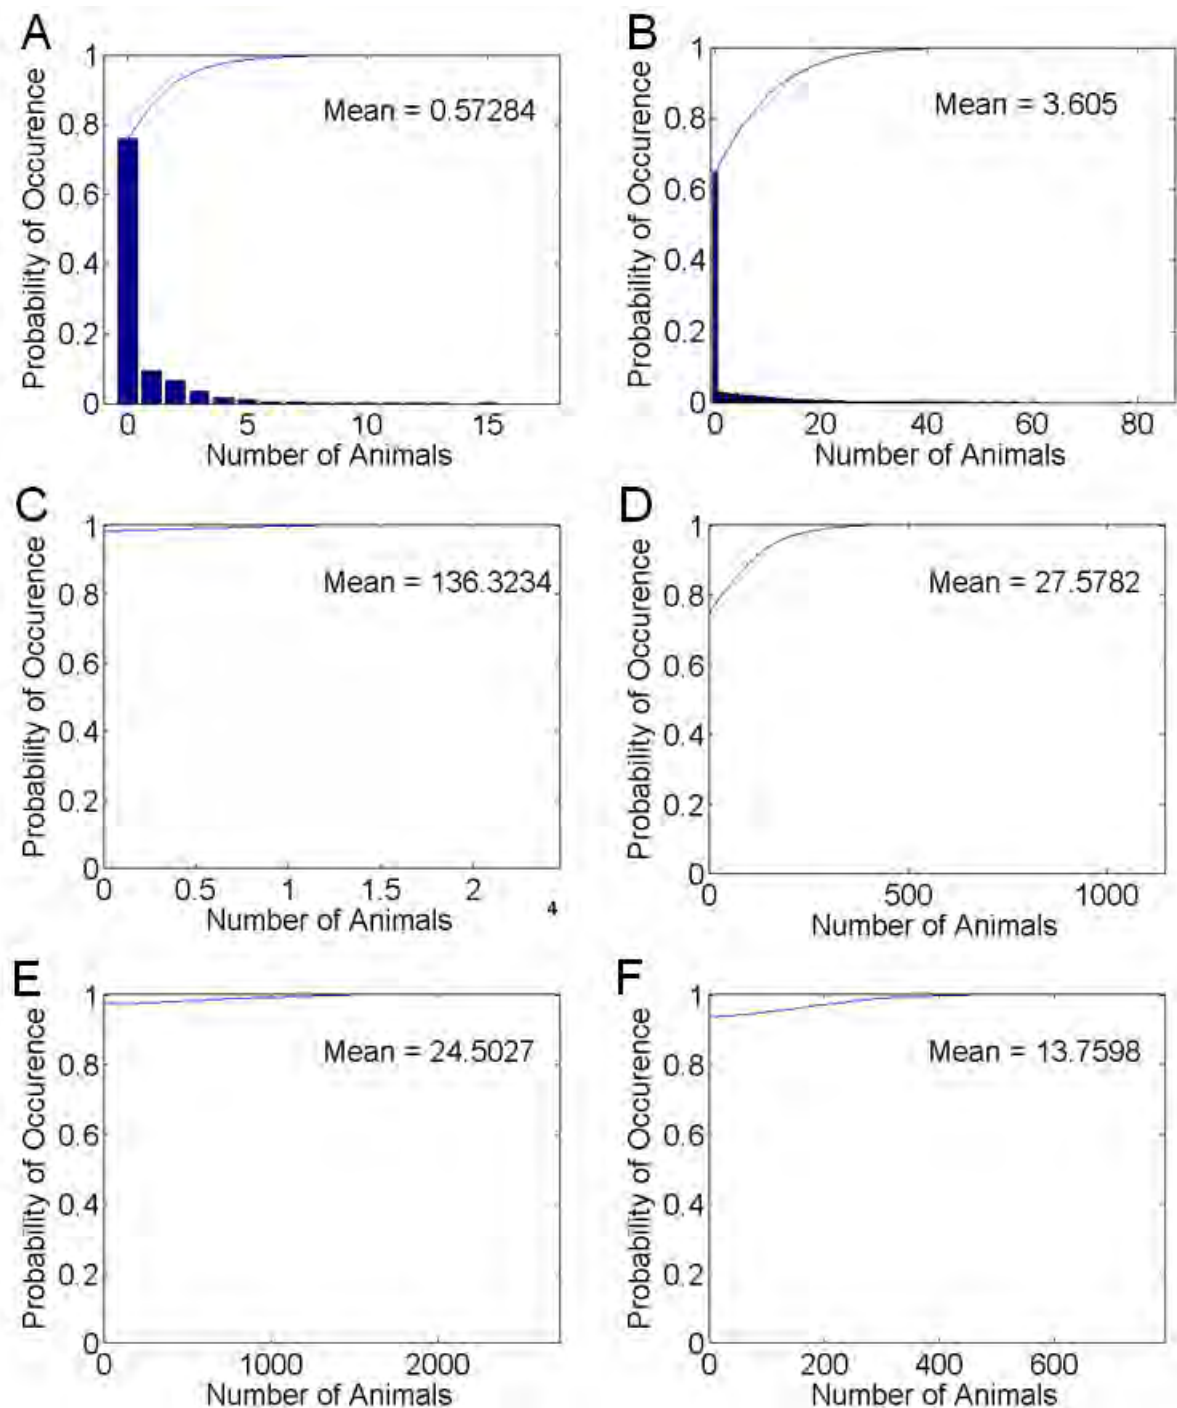 A
Probability of Occurence
1
0.8
0.6
0.4
0.2
0
Mean = 0.57284
0 5 10 15
Number of Animals
B
Probability of Occurence
1
0.8
0.6
0.4
0.2
0
Mean = 3.605
0 20 40 60 80
Number of Animals
C
Probability of Occurence
1
0.8
0.6
0.4
0.2
0
Mean = 136.3234
0 0.5 1 1.5 2
Number of Animals
4
D
Probability of Occurence
1
0.8
0.6
0.4
0.2
0
Mean = 27.5782
0 500 1000
Number of Animals
E
Probability of Occurence
1
0.8
0.6
0.4
0.2
0
Mean = 24.5027
0 1000 2000
Number of Animals
F
Probability of Occurence
1
0.8
0.6
0.4
0.2
0
Mean = 13.7598
0 200 400 600
Number of Animals